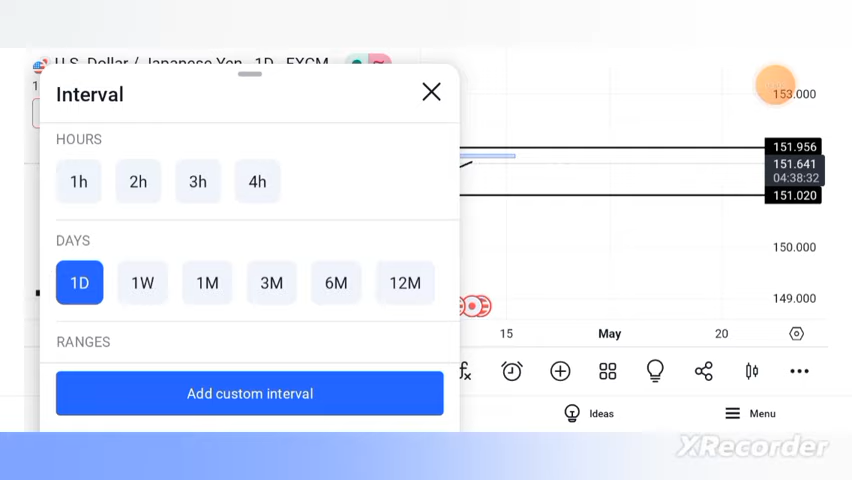 U.S. Dollar / Japanese Yen · 1D · FXCM
Interval
HOURS
1h 2h 3h 4h
DAYS
1D 1W 1M 3M 6M 12M
RANGES
Add custom interval
153.000
151.956
151.641
04:38:32
151.020
150.000
149.000
15 May 20
Ideas Menu
XRecorder